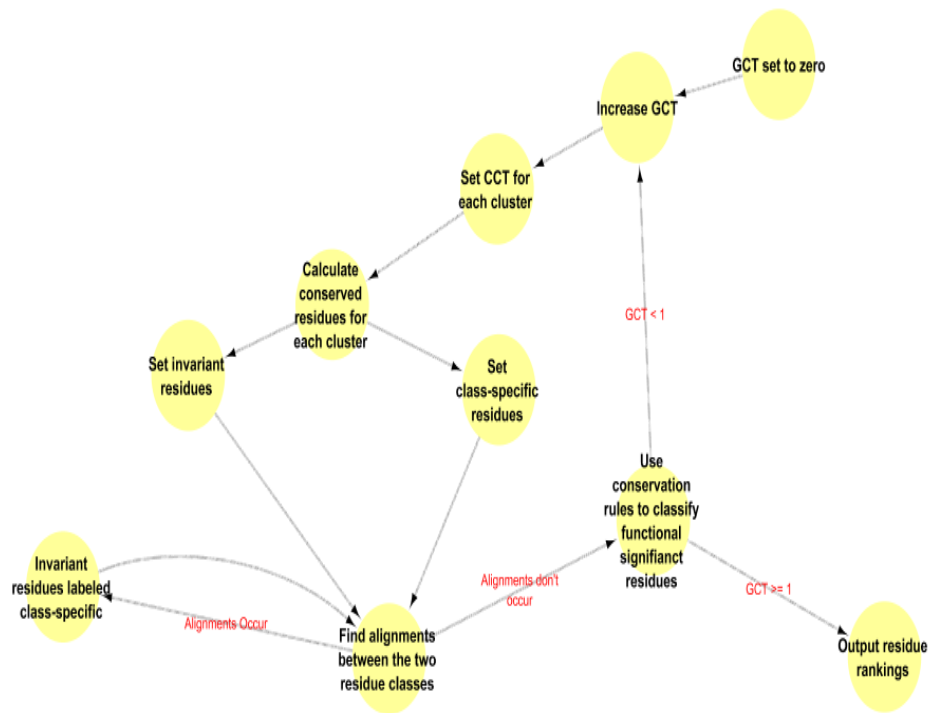 GCT set to zero
Increase GCT
Set CCT for
each cluster
Calculate
conserved
residues for
each cluster
Set invariant
residues
Set
class-specific
residues
GCT < 1
Use
conservation
rules to classify
functional
signifianct
residues
Invariant
residues labeled
class-specific
Alignments Occur
Alignments don't
occur
GCT >= 1
Find alignments
between the two
residue classes
Output residue
rankings